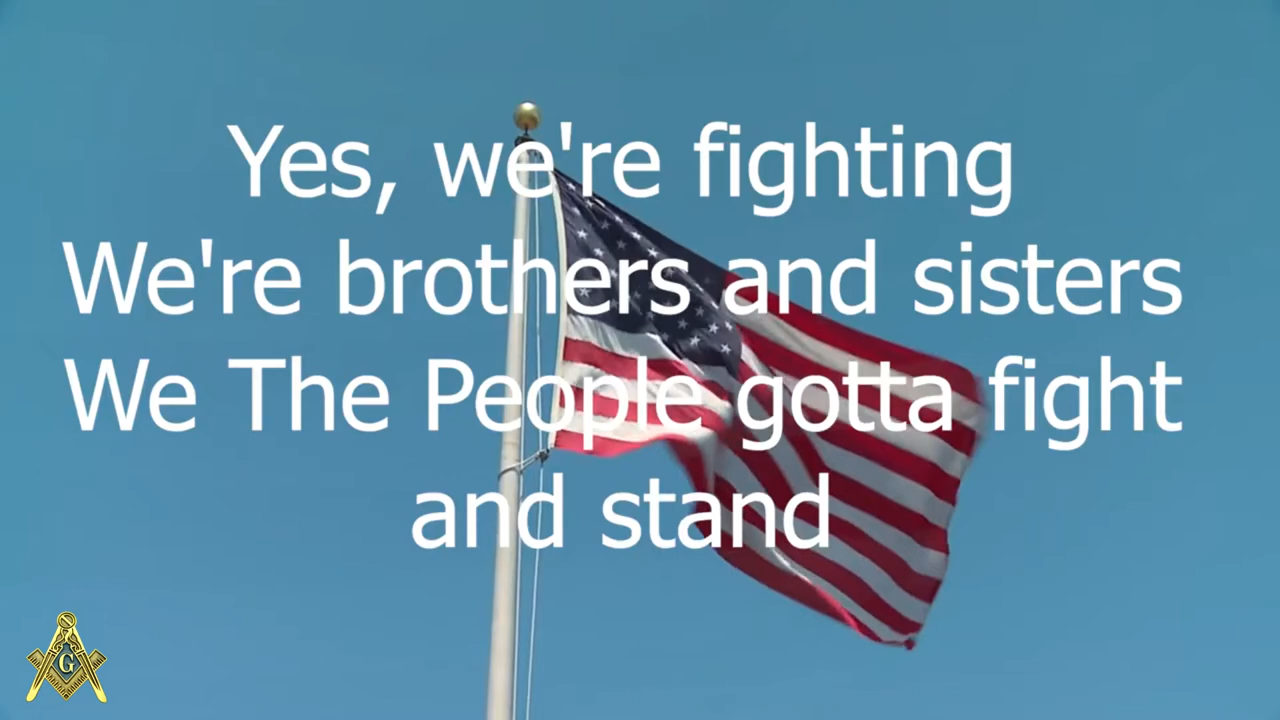 Yes, we're fighting
We're brothers and sisters
We The People gotta fight
and stand
G